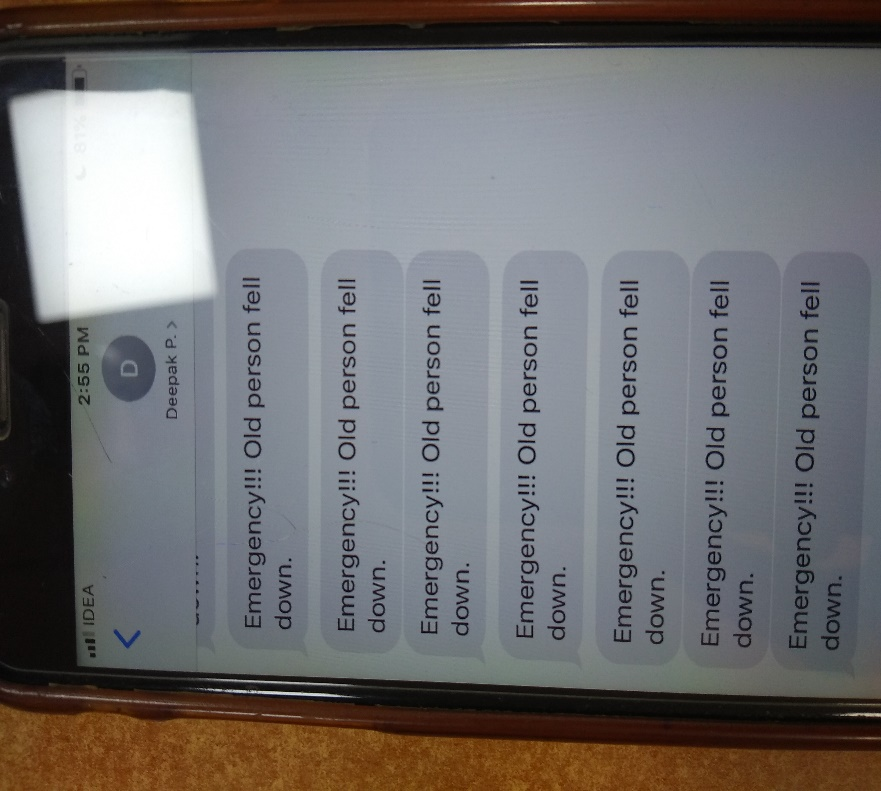 IDEA 2:55 PM 81%
D
Deepak P. >
Emergency!!! Old person fell
down.
Emergency!!! Old person fell
down.
Emergency!!! Old person fell
down.
Emergency!!! Old person fell
down.
Emergency!!! Old person fell
down.
Emergency!!! Old person fell
down.
Emergency!!! Old person fell
down.